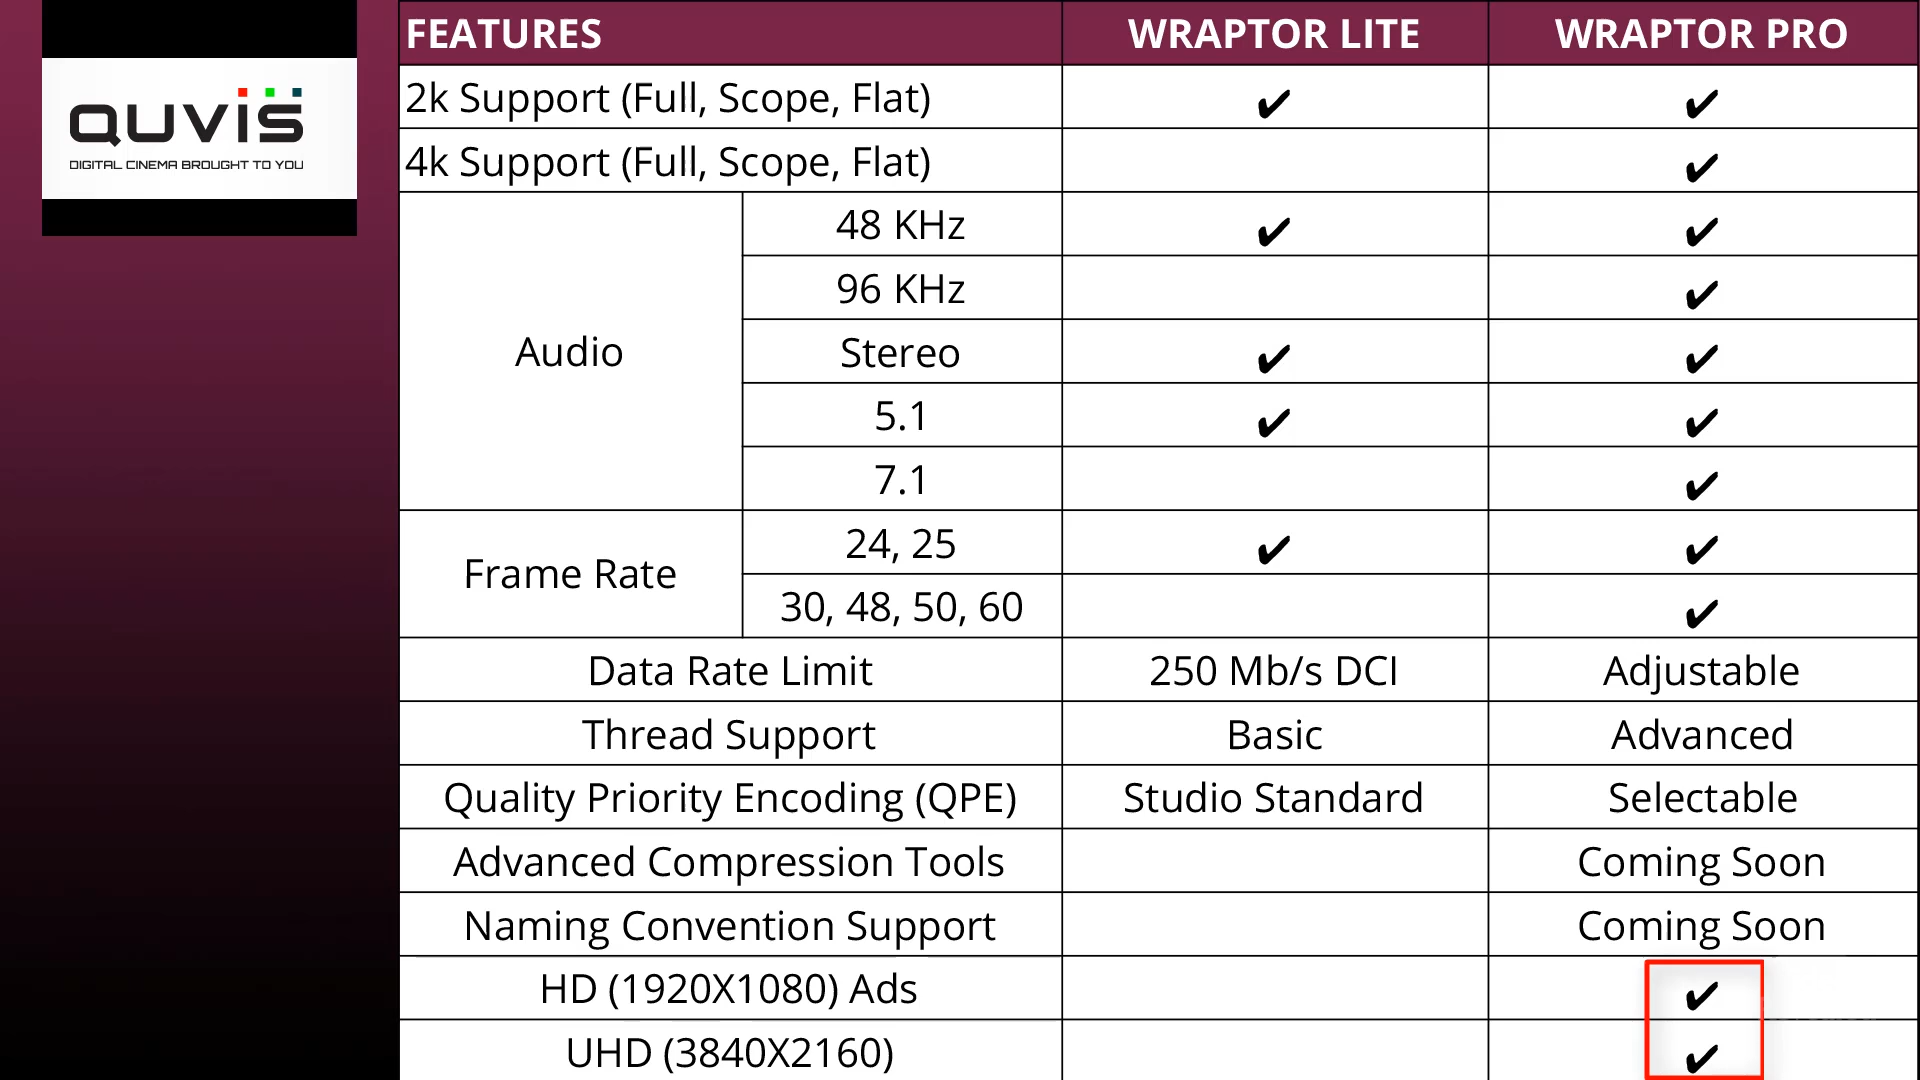 QUVIS
DIGITAL CINEMA BROUGHT TO YOU
FEATURES WRAPTOR LITE WRAPTOR PRO
2k Support (Full, Scope, Flat) ✔ ✔
4k Support (Full, Scope, Flat) ✔
Audio
48 KHz ✔ ✔
96 KHz ✔
Stereo ✔ ✔
5.1 ✔ ✔
7.1 ✔
Frame Rate
24, 25 ✔ ✔
30, 48, 50, 60 ✔
Data Rate Limit 250 Mb/s DCI Adjustable
Thread Support Basic Advanced
Quality Priority Encoding (QPE) Studio Standard Selectable
Advanced Compression Tools Coming Soon
Naming Convention Support Coming Soon
HD (1920X1080) Ads ✔
UHD (3840X2160) ✔